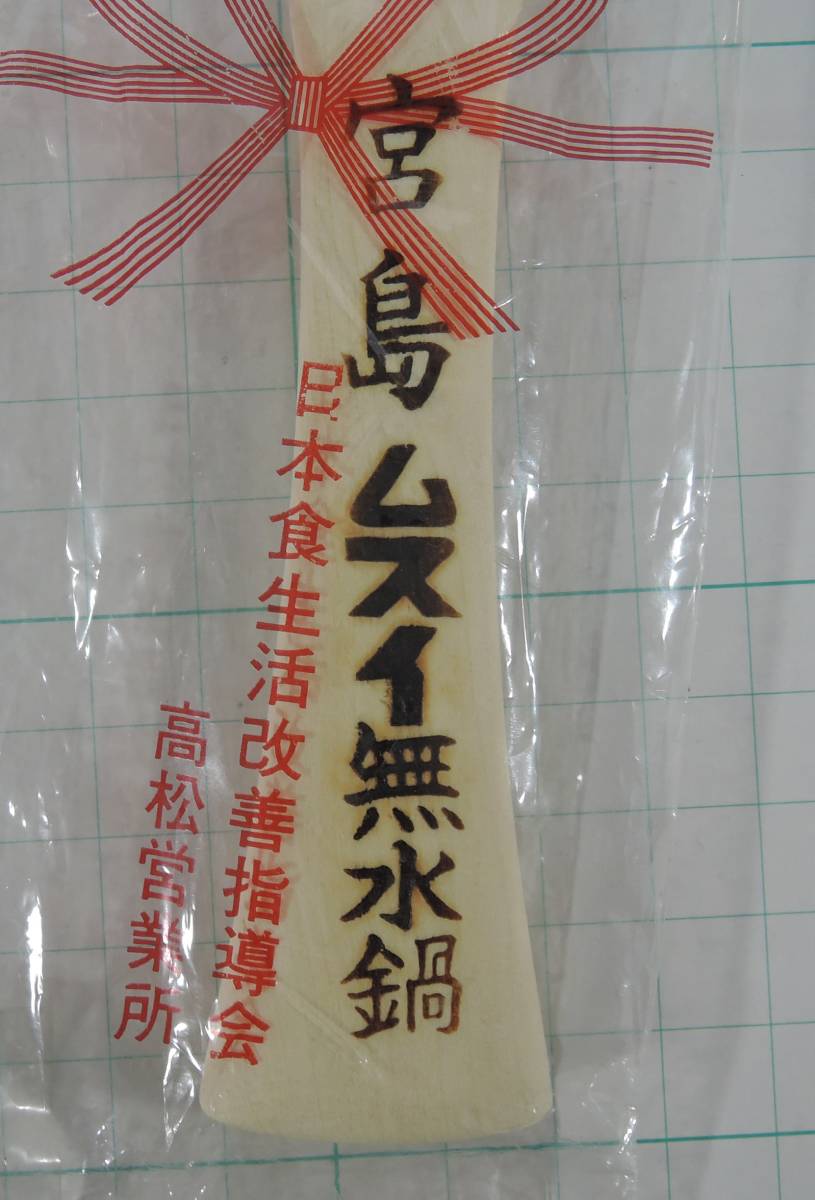 宮島 ムスイ無水鍋
日本食生活改善指導会
高松営業所